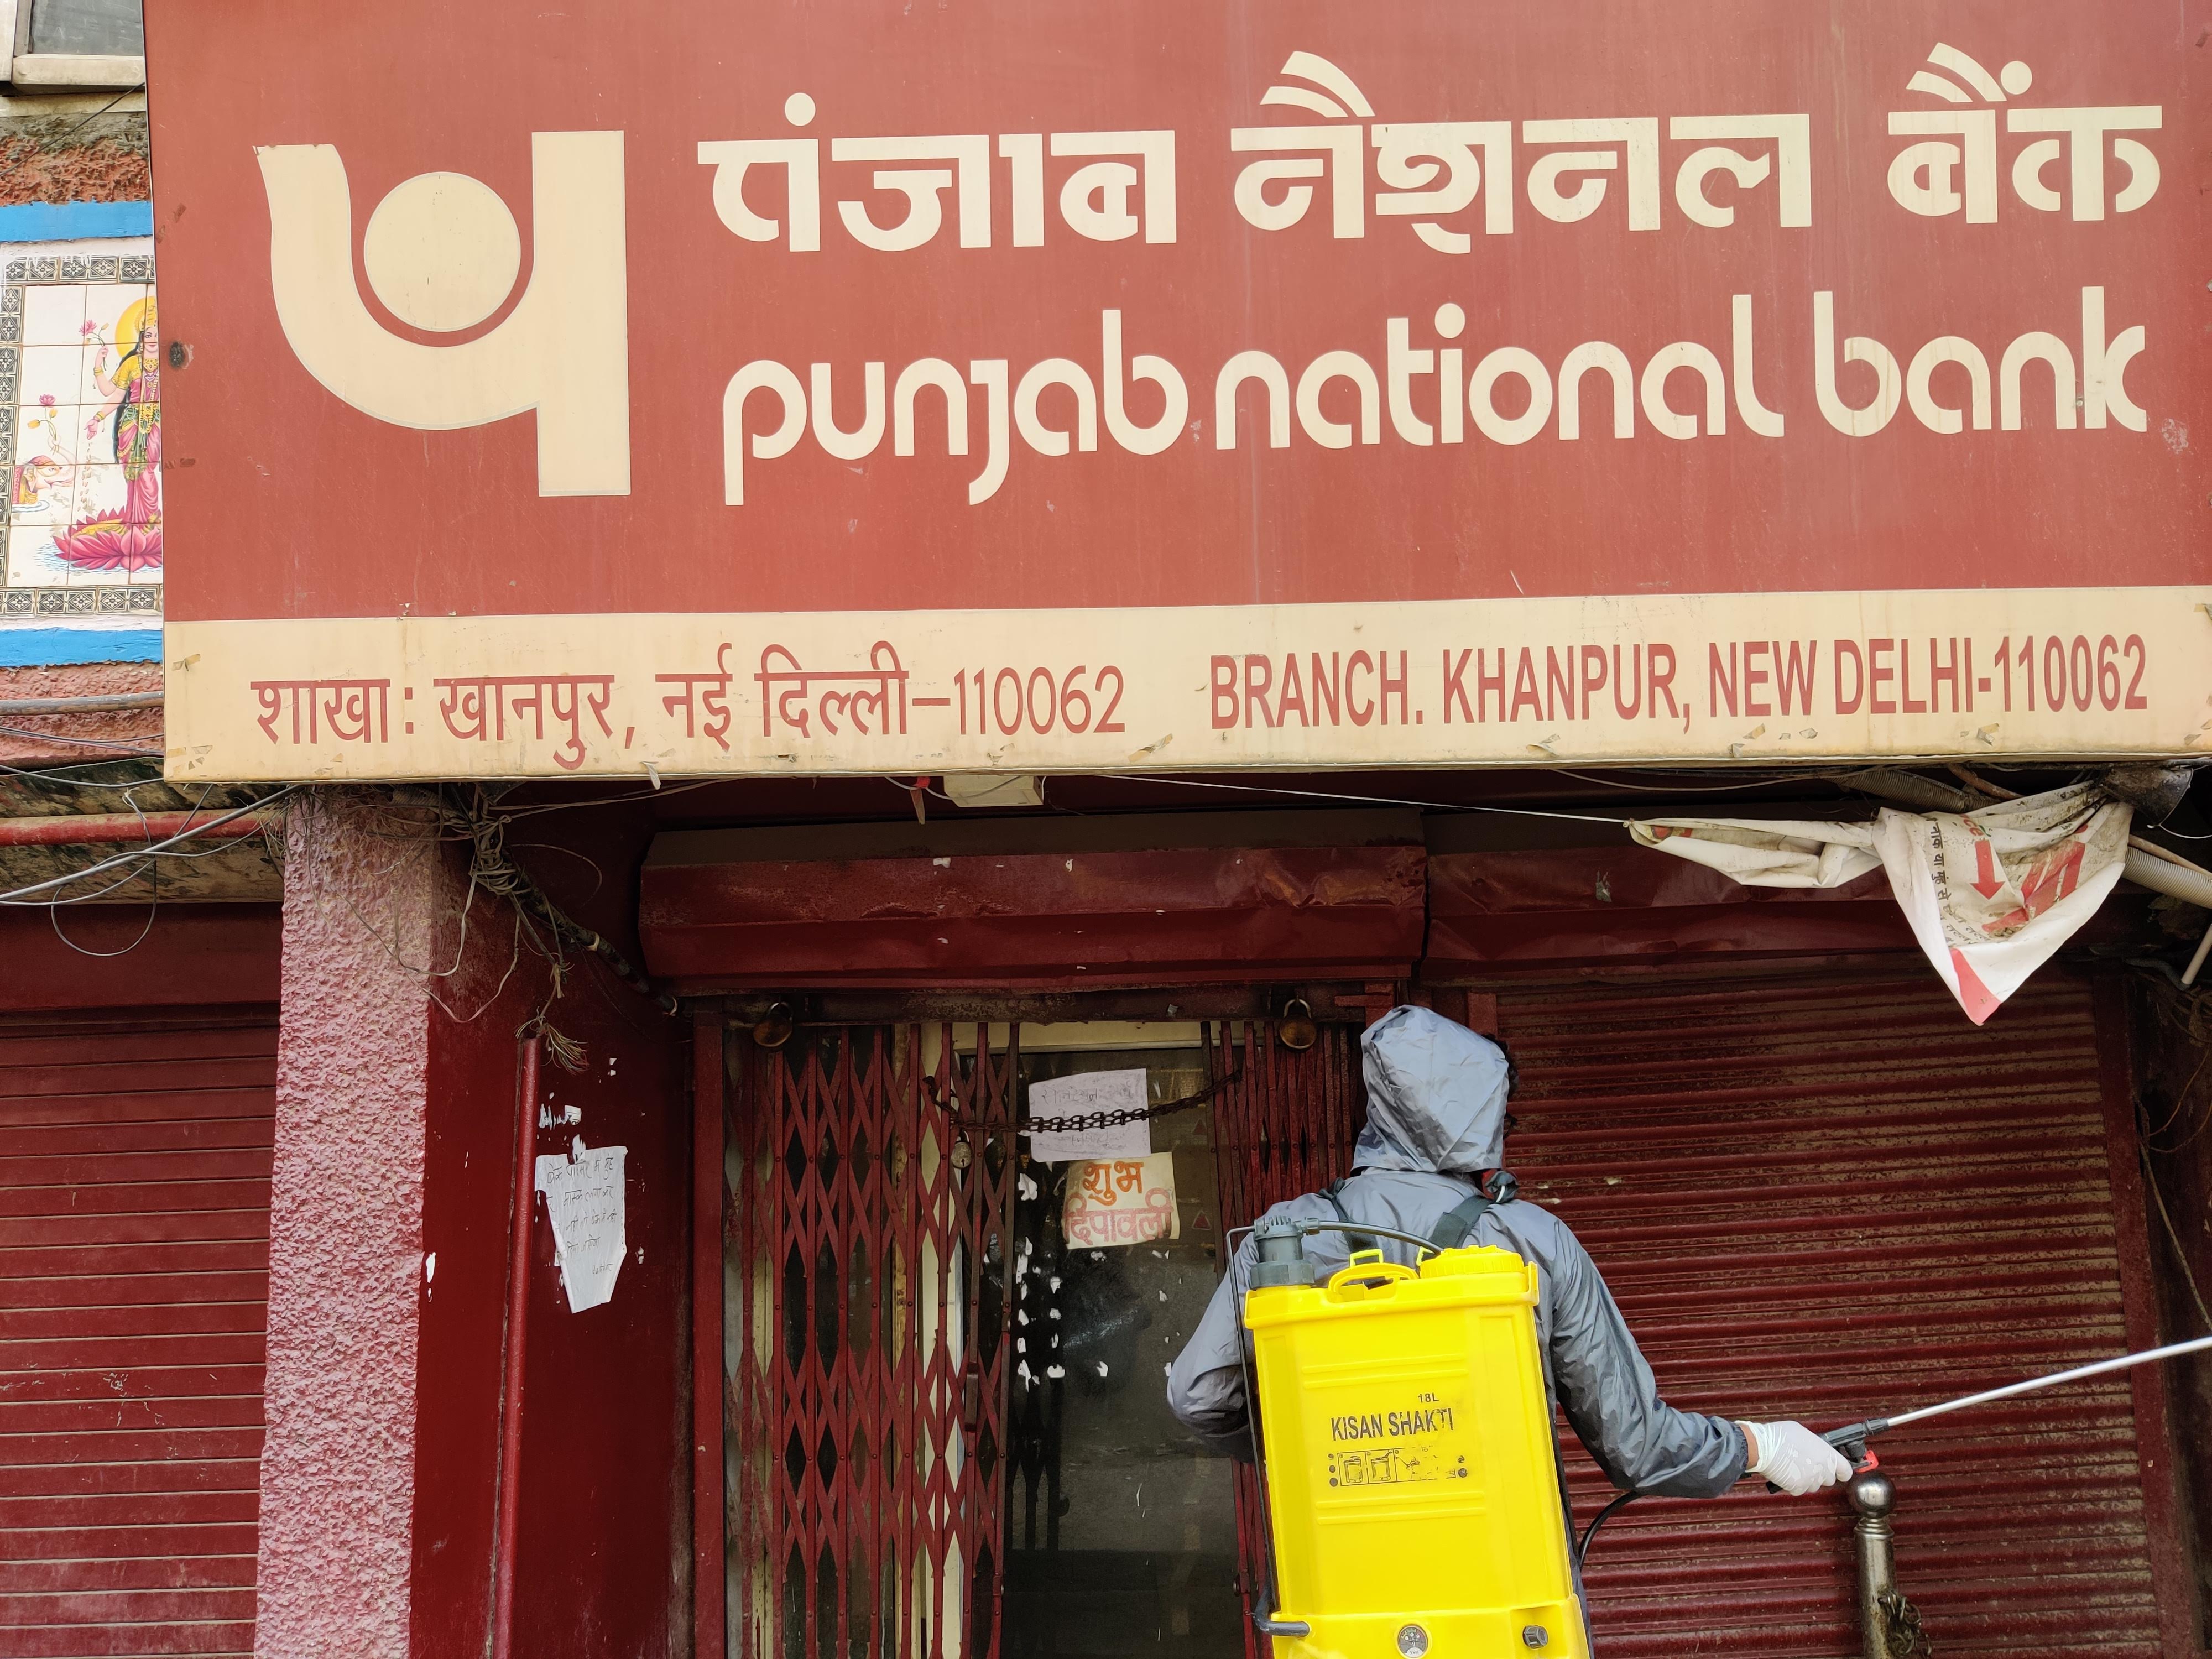 पंजाब नैशनल बैंक
punjab national bank
शाखा: खानपुर, नई दिल्ली-110062
BRANCH. KHANPUR, NEW DELHI-110062
शुभ
दिपावली
18L
KISAN SHAKTI